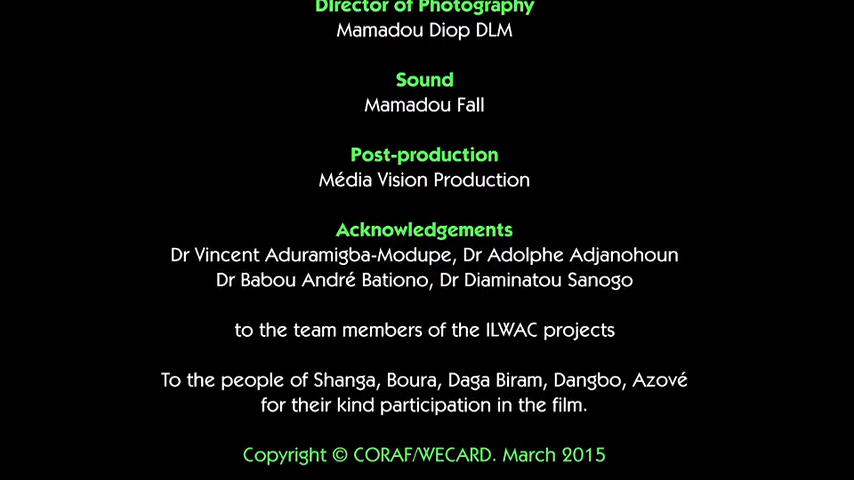 DIrector of Photography
Mamadou Diop DLM
Sound
Mamadou Fall
Post-production
Média Vision Production
Acknowledgements
Dr Vincent Aduramigba-Modupe, Dr Adolphe Adjanohoun
Dr Babou André Bationo, Dr Diaminatou Sanogo
to the team members of the ILWAC projects
To the people of Shanga, Boura, Daga Biram, Dangbo, Azové
for their kind participation in the film.
Copyright © CORAF/WECARD. March 2015